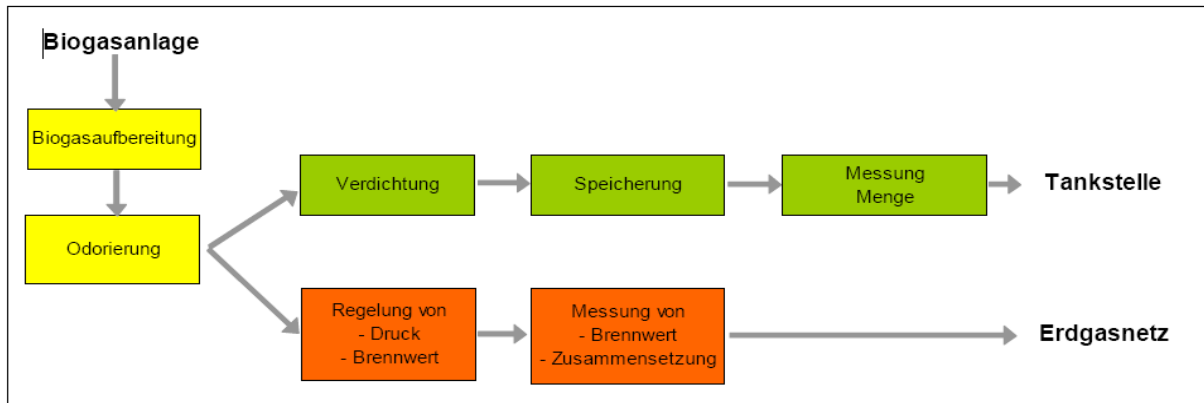 Biogasanlage
Biogasaufbereitung
Odorierung
Verdichtung
Speicherung
Messung
Menge
Tankstelle
Regelung von
- Druck
- Brennwert
Messung von
- Brennwert
- Zusammensetzung
Erdgasnetz